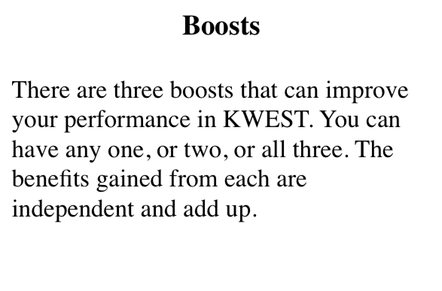 Boosts
There are three boosts that can improve
your performance in KWEST. You can
have any one, or two, or all three. The
benefits gained from each are
independent and add up.